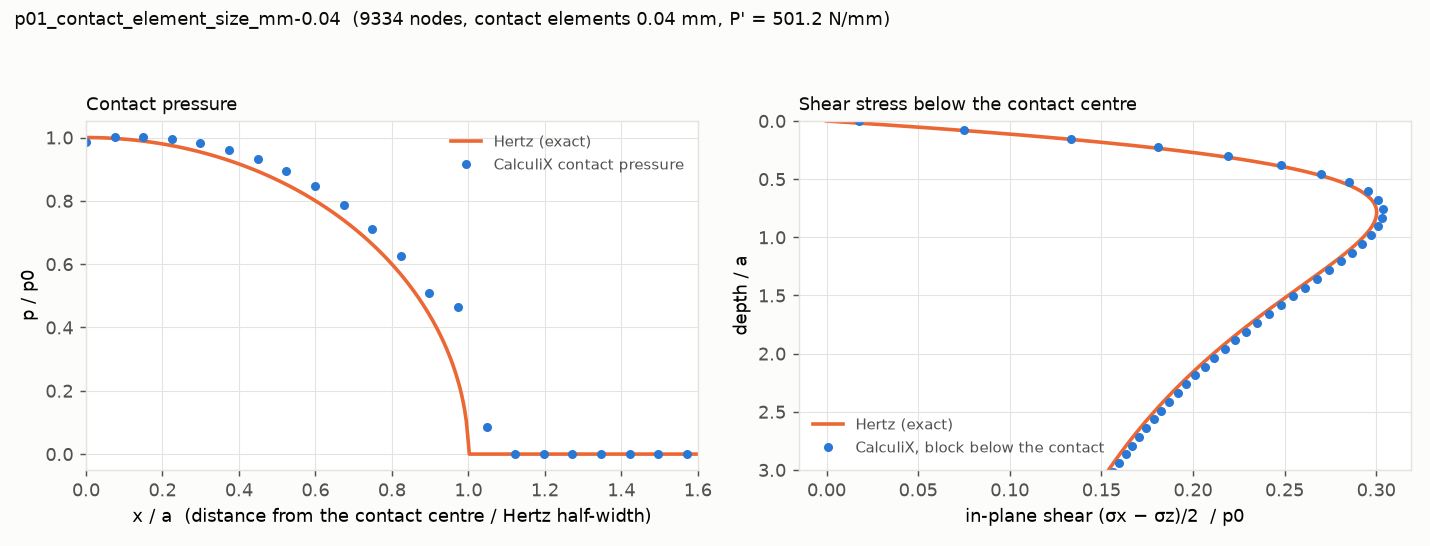 p01_contact_element_size_mm-0.04  (9334 nodes, contact elements 0.04 mm, P' = 501.2 N/mm)
Contact pressure
1.0
0.8
0.6
0.4
0.2
0.0
p / p0
Hertz (exact)
CalculiX contact pressure
0.0 0.2 0.4 0.6 0.8 1.0 1.2 1.4 1.6
x / a  (distance from the contact centre / Hertz half-width)
Shear stress below the contact centre
0.0
0.5
1.0
1.5
2.0
2.5
3.0
depth / a
Hertz (exact)
CalculiX, block below the contact
0.00 0.05 0.10 0.15 0.20 0.25 0.30
in-plane shear (σx − σz)/2  / p0